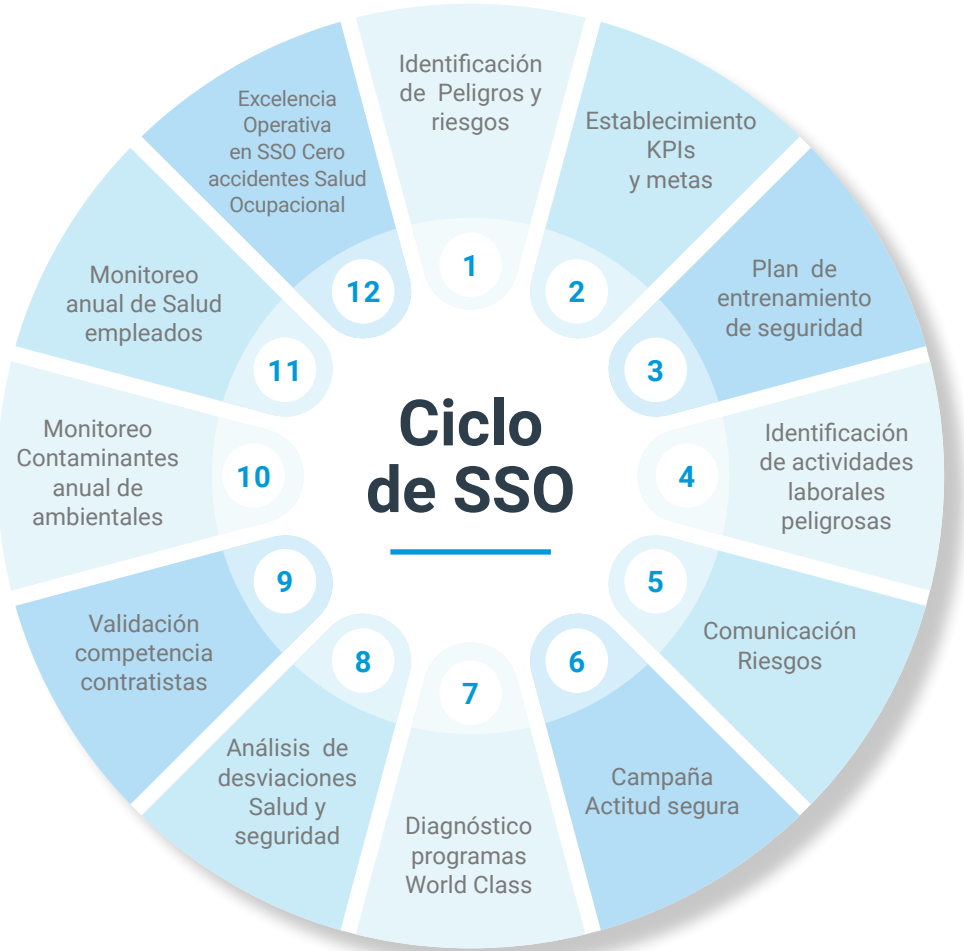 Ciclo
de SSO
1
Identificación
de Peligros y
riesgos
2
Establecimiento
KPIs
y metas
3
Plan de
entrenamiento
de seguridad
4
Identificación
de actividades
laborales
peligrosas
5
Comunicación
Riesgos
6
Campaña
Actitud segura
7
Diagnóstico
programas
World Class
8
Análisis de
desviaciones
Salud y
seguridad
9
Validación
competencia
contratistas
10
Monitoreo
Contaminantes
anual de
ambientales
11
Monitoreo
anual de Salud
empleados
12
Excelencia
Operativa
en SSO Cero
accidentes Salud
Ocupacional